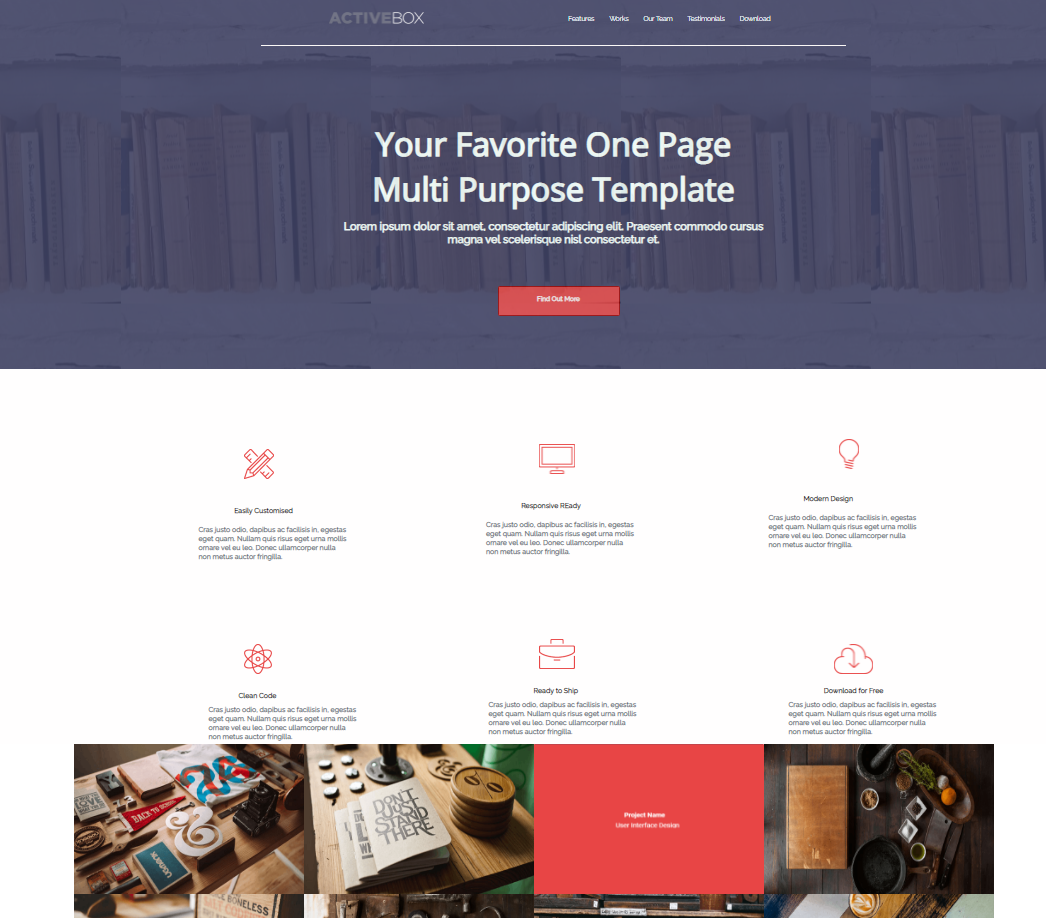 ACTIVEBOX
Features Works Our Team Testimonials Download
Your Favorite One Page
Multi Purpose Template
Lorem ipsum dolor sit amet, consectetur adipiscing elit. Praesent commodo cursus
magna vel scelerisque nisl consectetur et.
Find Out More
Easily Customised
Cras justo odio, dapibus ac facilisis in, egestas
eget quam. Nullam quis risus eget urna mollis
ornare vel eu leo. Donec ullamcorper nulla
non metus auctor fringilla.
Responsive REady
Cras justo odio, dapibus ac facilisis in, egestas
eget quam. Nullam quis risus eget urna mollis
ornare vel eu leo. Donec ullamcorper nulla
non metus auctor fringilla.
Modern Design
Cras justo odio, dapibus ac facilisis in, egestas
eget quam. Nullam quis risus eget urna mollis
ornare vel eu leo. Donec ullamcorper nulla
non metus auctor fringilla.
Clean Code
Cras justo odio, dapibus ac facilisis in, egestas
eget quam. Nullam quis risus eget urna mollis
ornare vel eu leo. Donec ullamcorper nulla
non metus auctor fringilla.
Ready to Ship
Cras justo odio, dapibus ac facilisis in, egestas
eget quam. Nullam quis risus eget urna mollis
ornare vel eu leo. Donec ullamcorper nulla
non metus auctor fringilla.
Download for Free
Cras justo odio, dapibus ac facilisis in, egestas
eget quam. Nullam quis risus eget urna mollis
ornare vel eu leo. Donec ullamcorper nulla
non metus auctor fringilla.
LOVE
BACK TO SCHOOL
&
DON'T
JUST
STAND
THERE
Project Name
User Interface Design
BONELESS